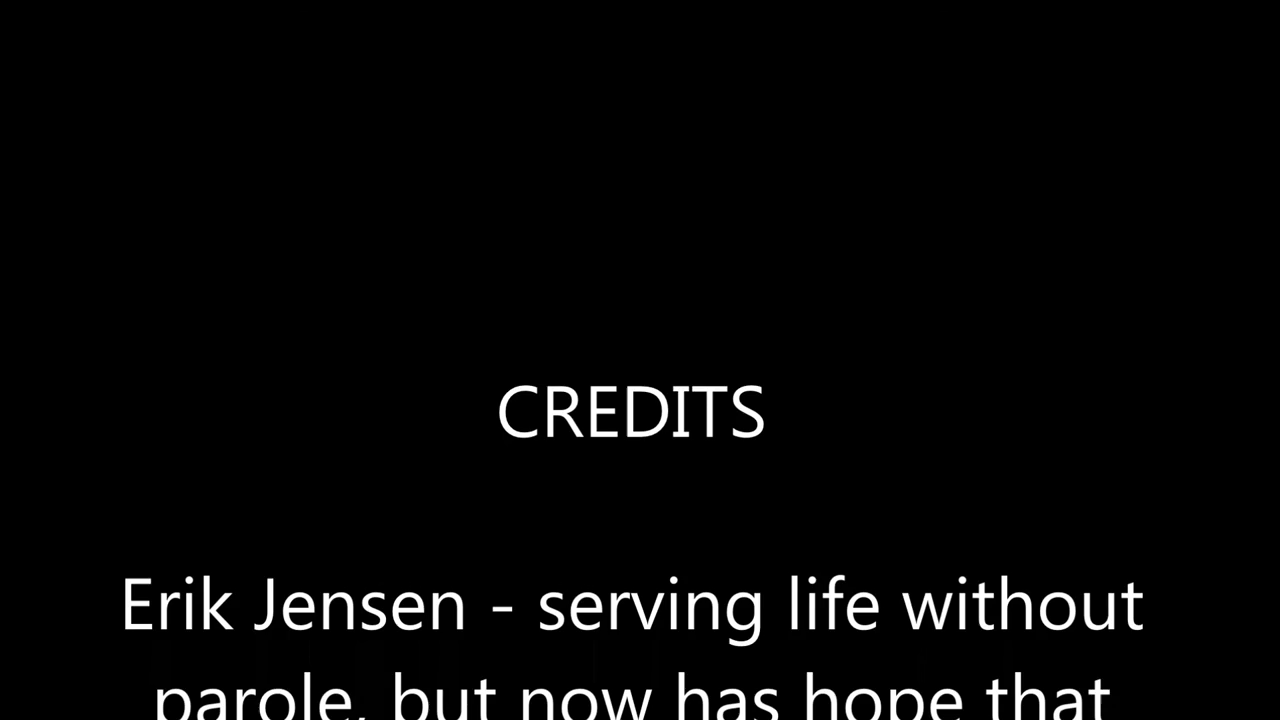 CREDITS
Erik Jensen - serving life without
parole, but now has hope that